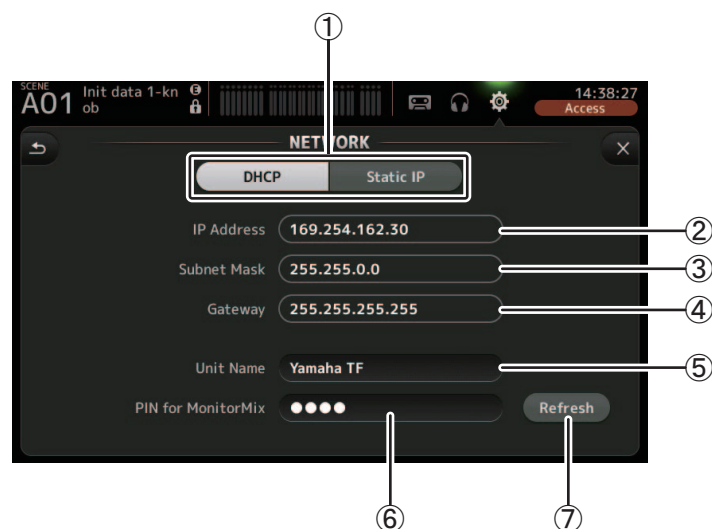 ①
SCENE
A01 Init data 1-kn E
ob
14:38:27
Access
NETWORK
DHCP Static IP
IP Address 169.254.162.30 ②
Subnet Mask 255.255.0.0 ③
Gateway 255.255.255.255 ④
Unit Name Yamaha TF ⑤
PIN for MonitorMix ●●●● Refresh
⑥ ⑦